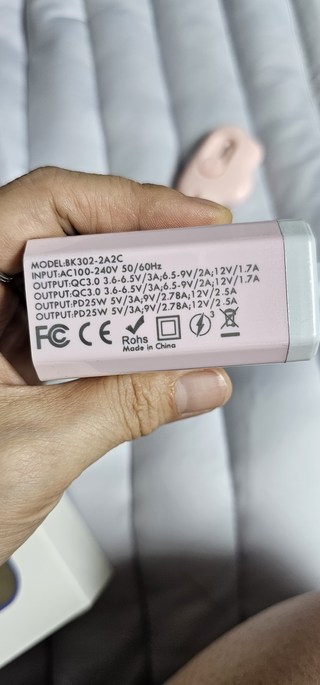 MODEL:BK302-2A2C
INPUT:AC100-240V 50/60Hz
OUTPUT:QC3.0 3.6-6.5V/3A;6.5-9V/2A;12V/1.7A
OUTPUT:QC3.0 3.6-6.5V/3A;6.5-9V/2A;12V/1.7A
OUTPUT:PD25W 5V/3A;9V/2.78A;12V/2.5A
OUTPUT:PD25W 5V/3A;9V/2.78A;12V/2.5A
FC CE Rohs 3
Made in China